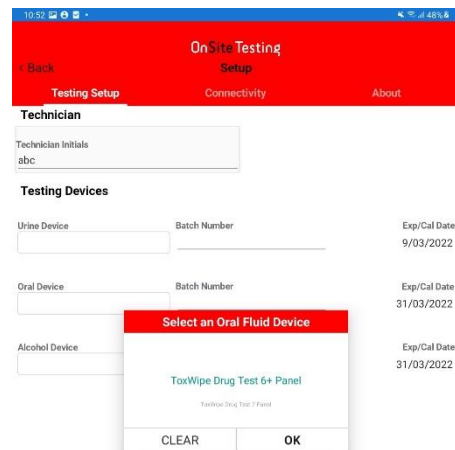 10:52
48%
OnSiteTesting
< Back
Setup
Testing Setup Connectivity About
Technician
Technician Initials
abc
Testing Devices
Urine Device Batch Number Exp/Cal Date
9/03/2022
Oral Device Batch Number Exp/Cal Date
31/03/2022
Select an Oral Fluid Device
Alcohol Device Exp/Cal Date
31/03/2022
ToxWipe Drug Test 6+ Panel
ToxWipe Drug Test 7 Panel
CLEAR OK